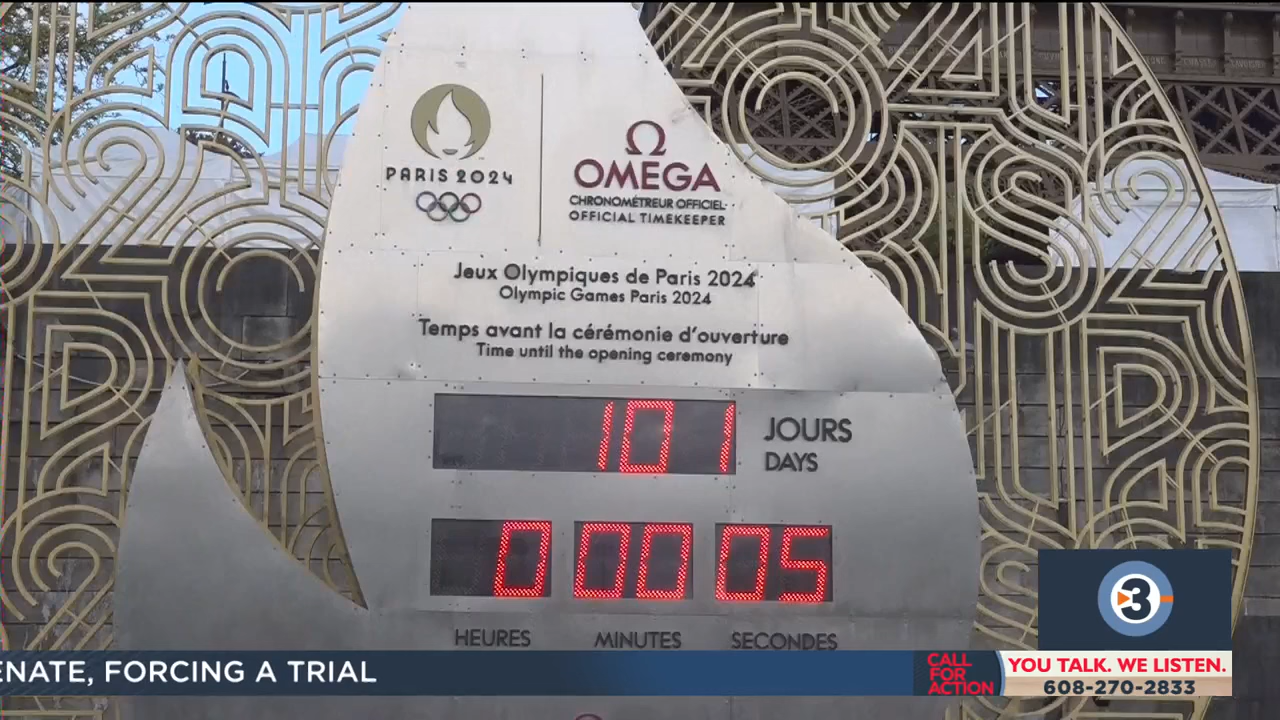 PARIS 2024
OMEGA
CHRONOMÉTREUR OFFICIEL
OFFICIAL TIMEKEEPER
Jeux Olympiques de Paris 2024
Olympic Games Paris 2024
Temps avant la cérémonie d'ouverture
Time until the opening ceremony
101 JOURS
DAYS
0 00 05
HEURES MINUTES SECONDES
3
ENATE, FORCING A TRIAL
CALL FOR ACTION
YOU TALK. WE LISTEN.
608-270-2833